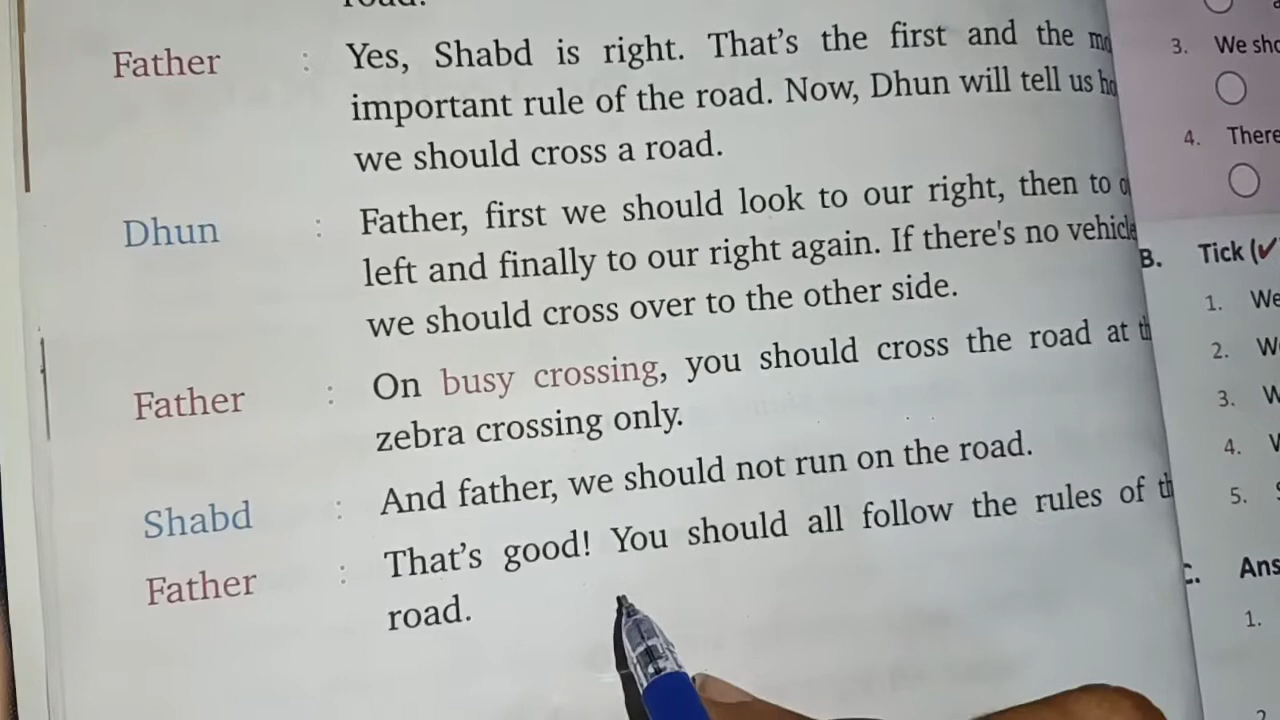 Father : Yes, Shabd is right. That's the first and the
important rule of the road. Now, Dhun will tell us
we should cross a road.
Dhun : Father, first we should look to our right, then to
left and finally to our right again. If there's no
we should cross over to the other side.
Father : On busy crossing, you should cross the road at
zebra crossing only.
Shabd : And father, we should not run on the road.
Father : That's good! You should all follow the rules of
road.
3. We
4. There
B. Tick (✓
1. We
2.
3.
4.
5.
C.
1.